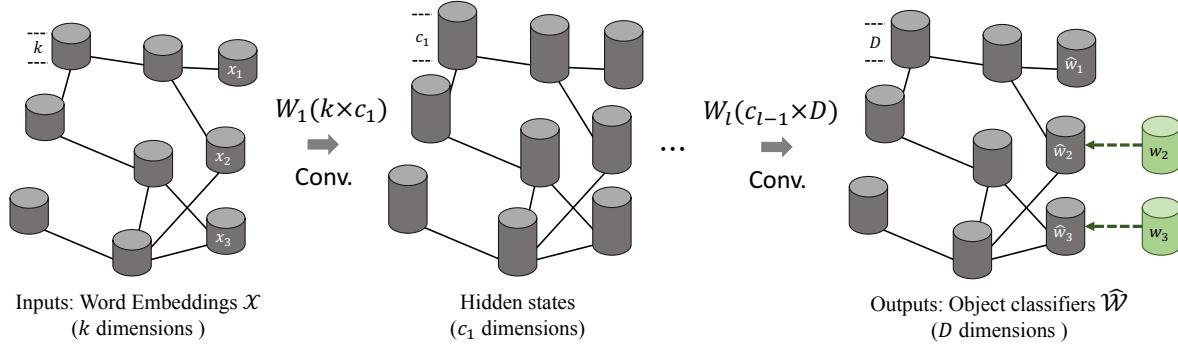 k
x₁
x₂
x₃
Inputs: Word Embeddings 𝒳
(k dimensions )
W₁(k×c₁)
Conv.
c₁
Hidden states
(c₁ dimensions)
...
Wₗ(cₗ₋₁×D)
Conv.
D
ŵ₁
ŵ₂
w₂
ŵ₃
w₃
Outputs: Object classifiers 𝒲̂
(D dimensions )